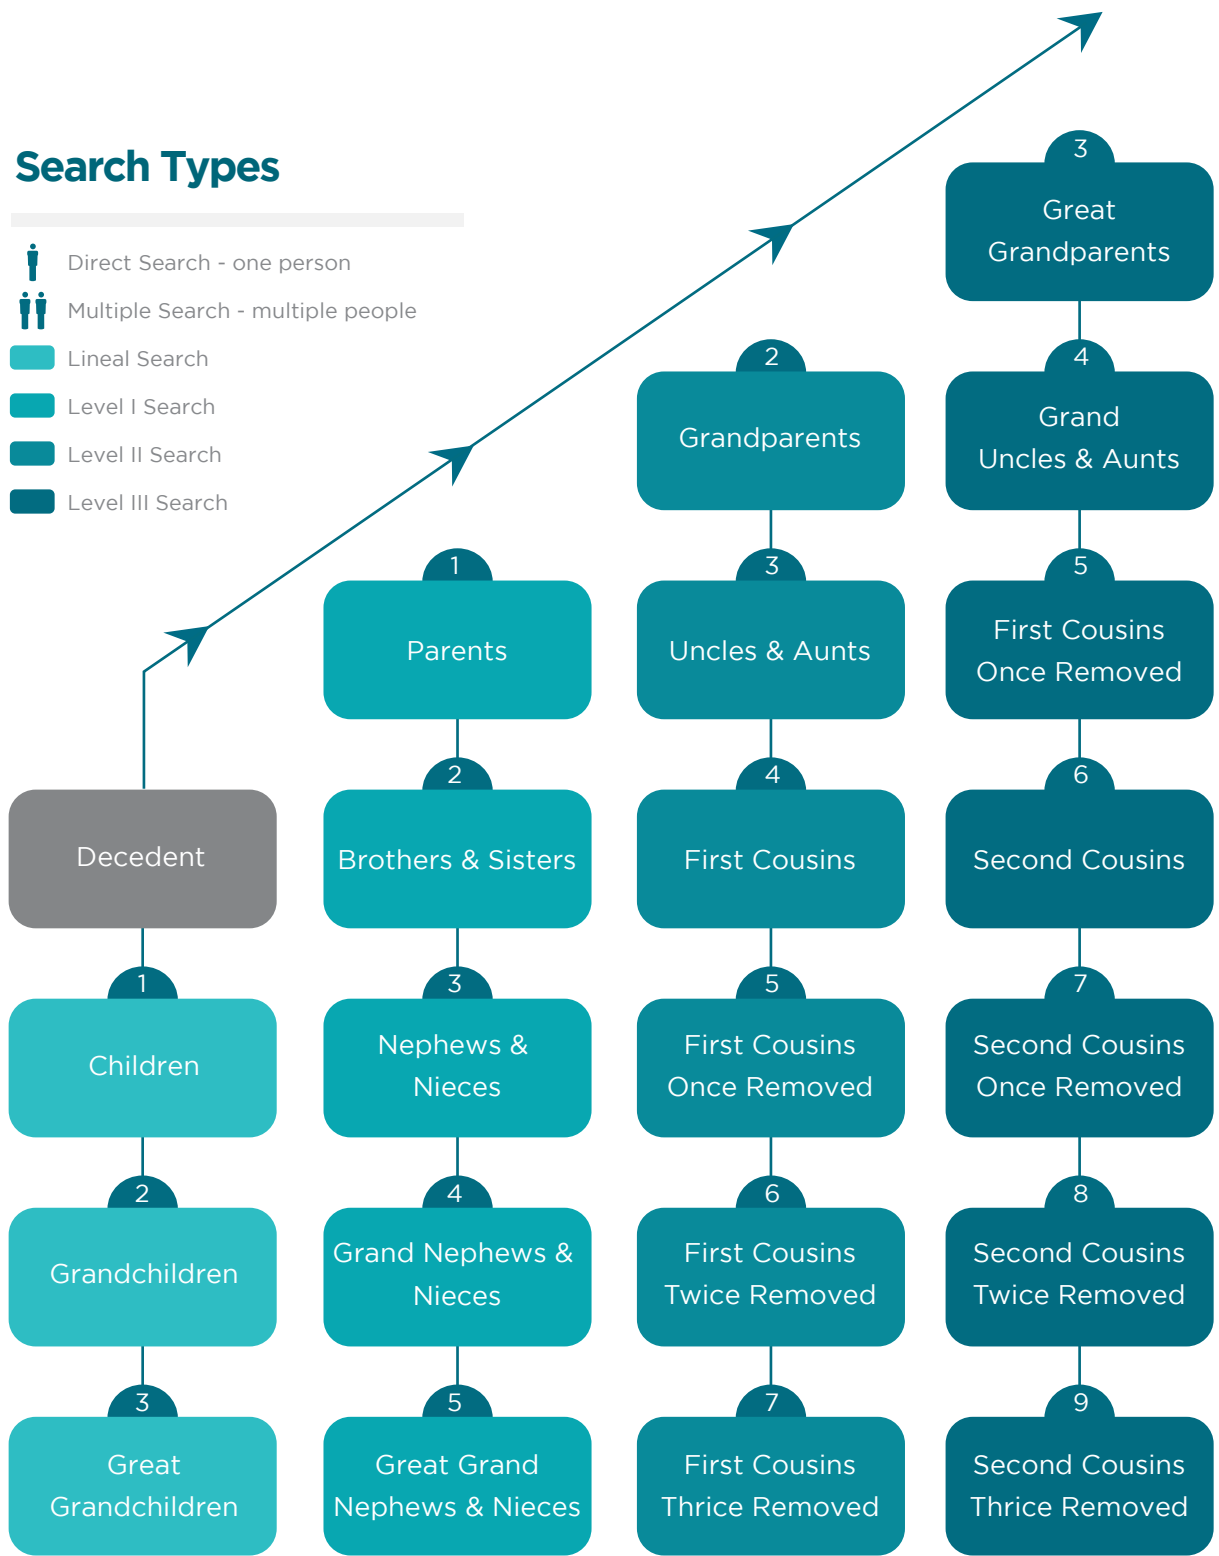 Search Types
Direct Search - one person
Multiple Search - multiple people
Lineal Search
Level I Search
Level II Search
Level III Search
Decedent
1
Children
2
Grandchildren
3
Great
Grandchildren
1
Parents
2
Brothers & Sisters
3
Nephews &
Nieces
4
Grand Nephews &
Nieces
5
Great Grand
Nephews & Nieces
2
Grandparents
3
Uncles & Aunts
4
First Cousins
5
First Cousins
Once Removed
6
First Cousins
Twice Removed
7
First Cousins
Thrice Removed
3
Great
Grandparents
4
Grand
Uncles & Aunts
5
First Cousins
Once Removed
6
Second Cousins
7
Second Cousins
Once Removed
8
Second Cousins
Twice Removed
9
Second Cousins
Thrice Removed